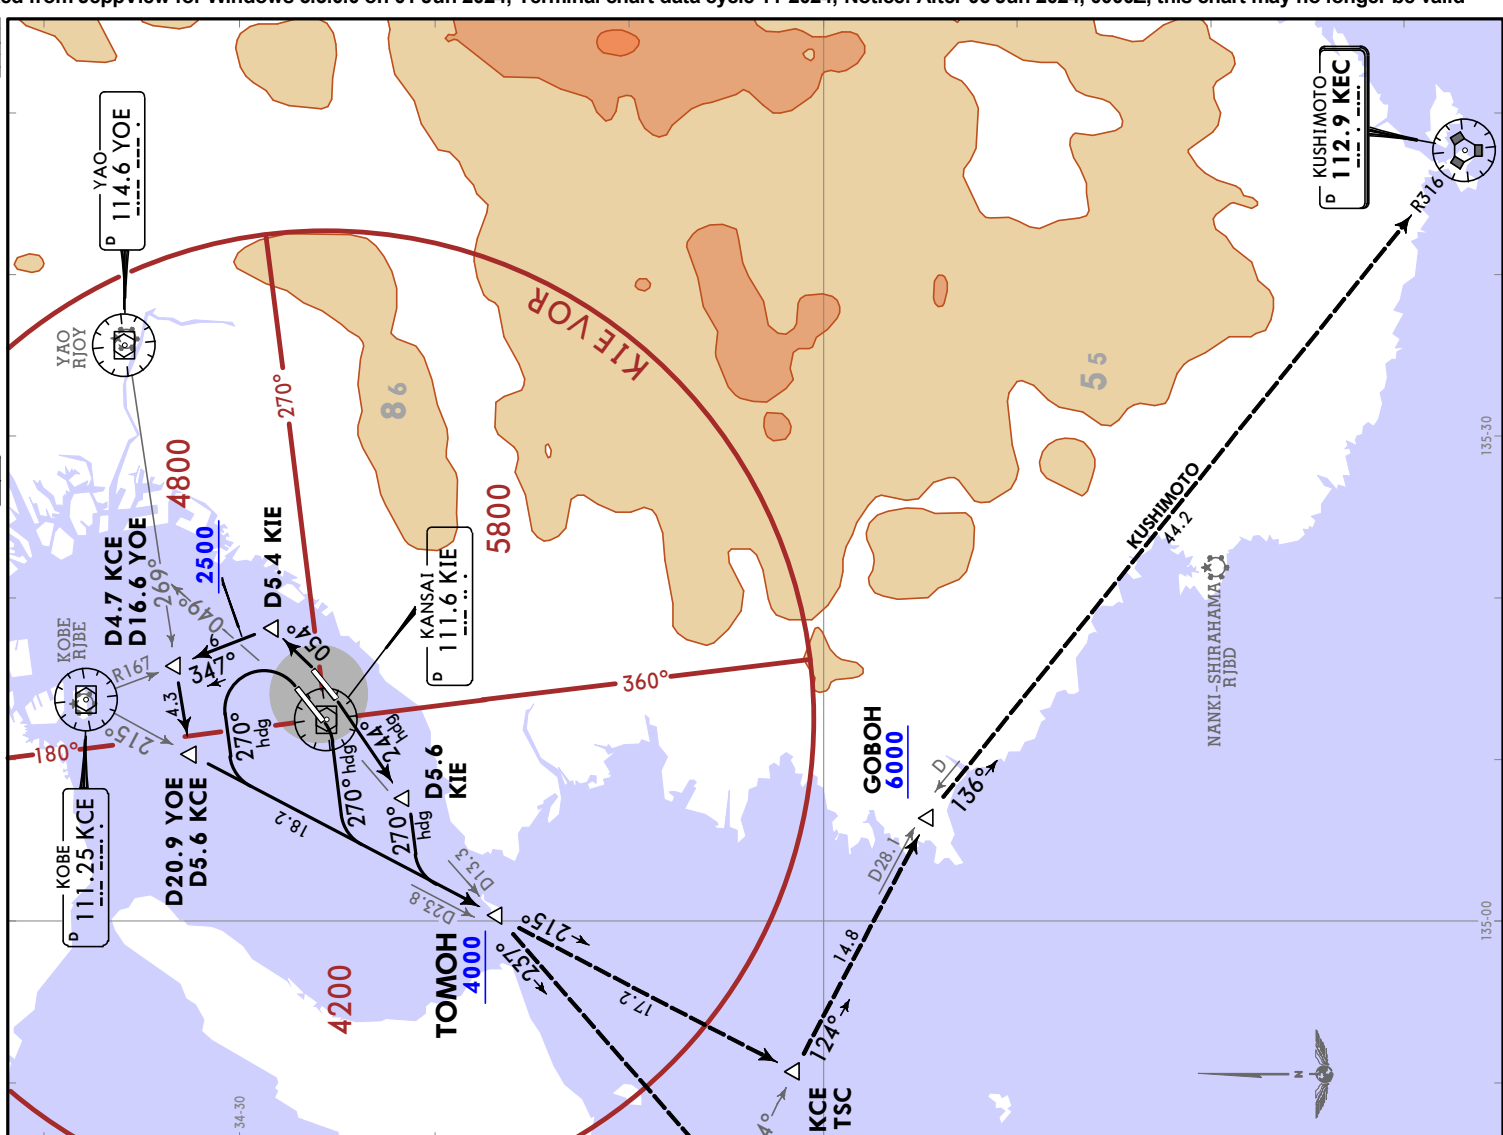 YAO
D 114.6 YOE
YAO
RJOY
KUSHIMOTO
D 112.9 KEC
R316
KIE VOR
270°
86
55
4800
5800
4200
2500
D4.7 KCE
D16.6 YOE
269°
049°
D5.4 KIE
054°
KANSAI
D 111.6 KIE
KOBE
RJBE
R167
6
347°
4.3
215°
180°
360°
KOBE
D 111.25 KCE
D20.9 YOE
D5.6 KCE
270°
hdg
270° hdg
244°
hdg
D5.6
KIE
270°
hdg
18.2
D23.8
D13.3
TOMOH
4000
215°
237°
17.2
GOBOH
6000
D
136°
D28.1
14.8
124°
KCE
TSC
4°
KUSHIMOTO
44.2
NANKI-SHIRAHAMA
RJBD
135-30
135-00
34-30
N